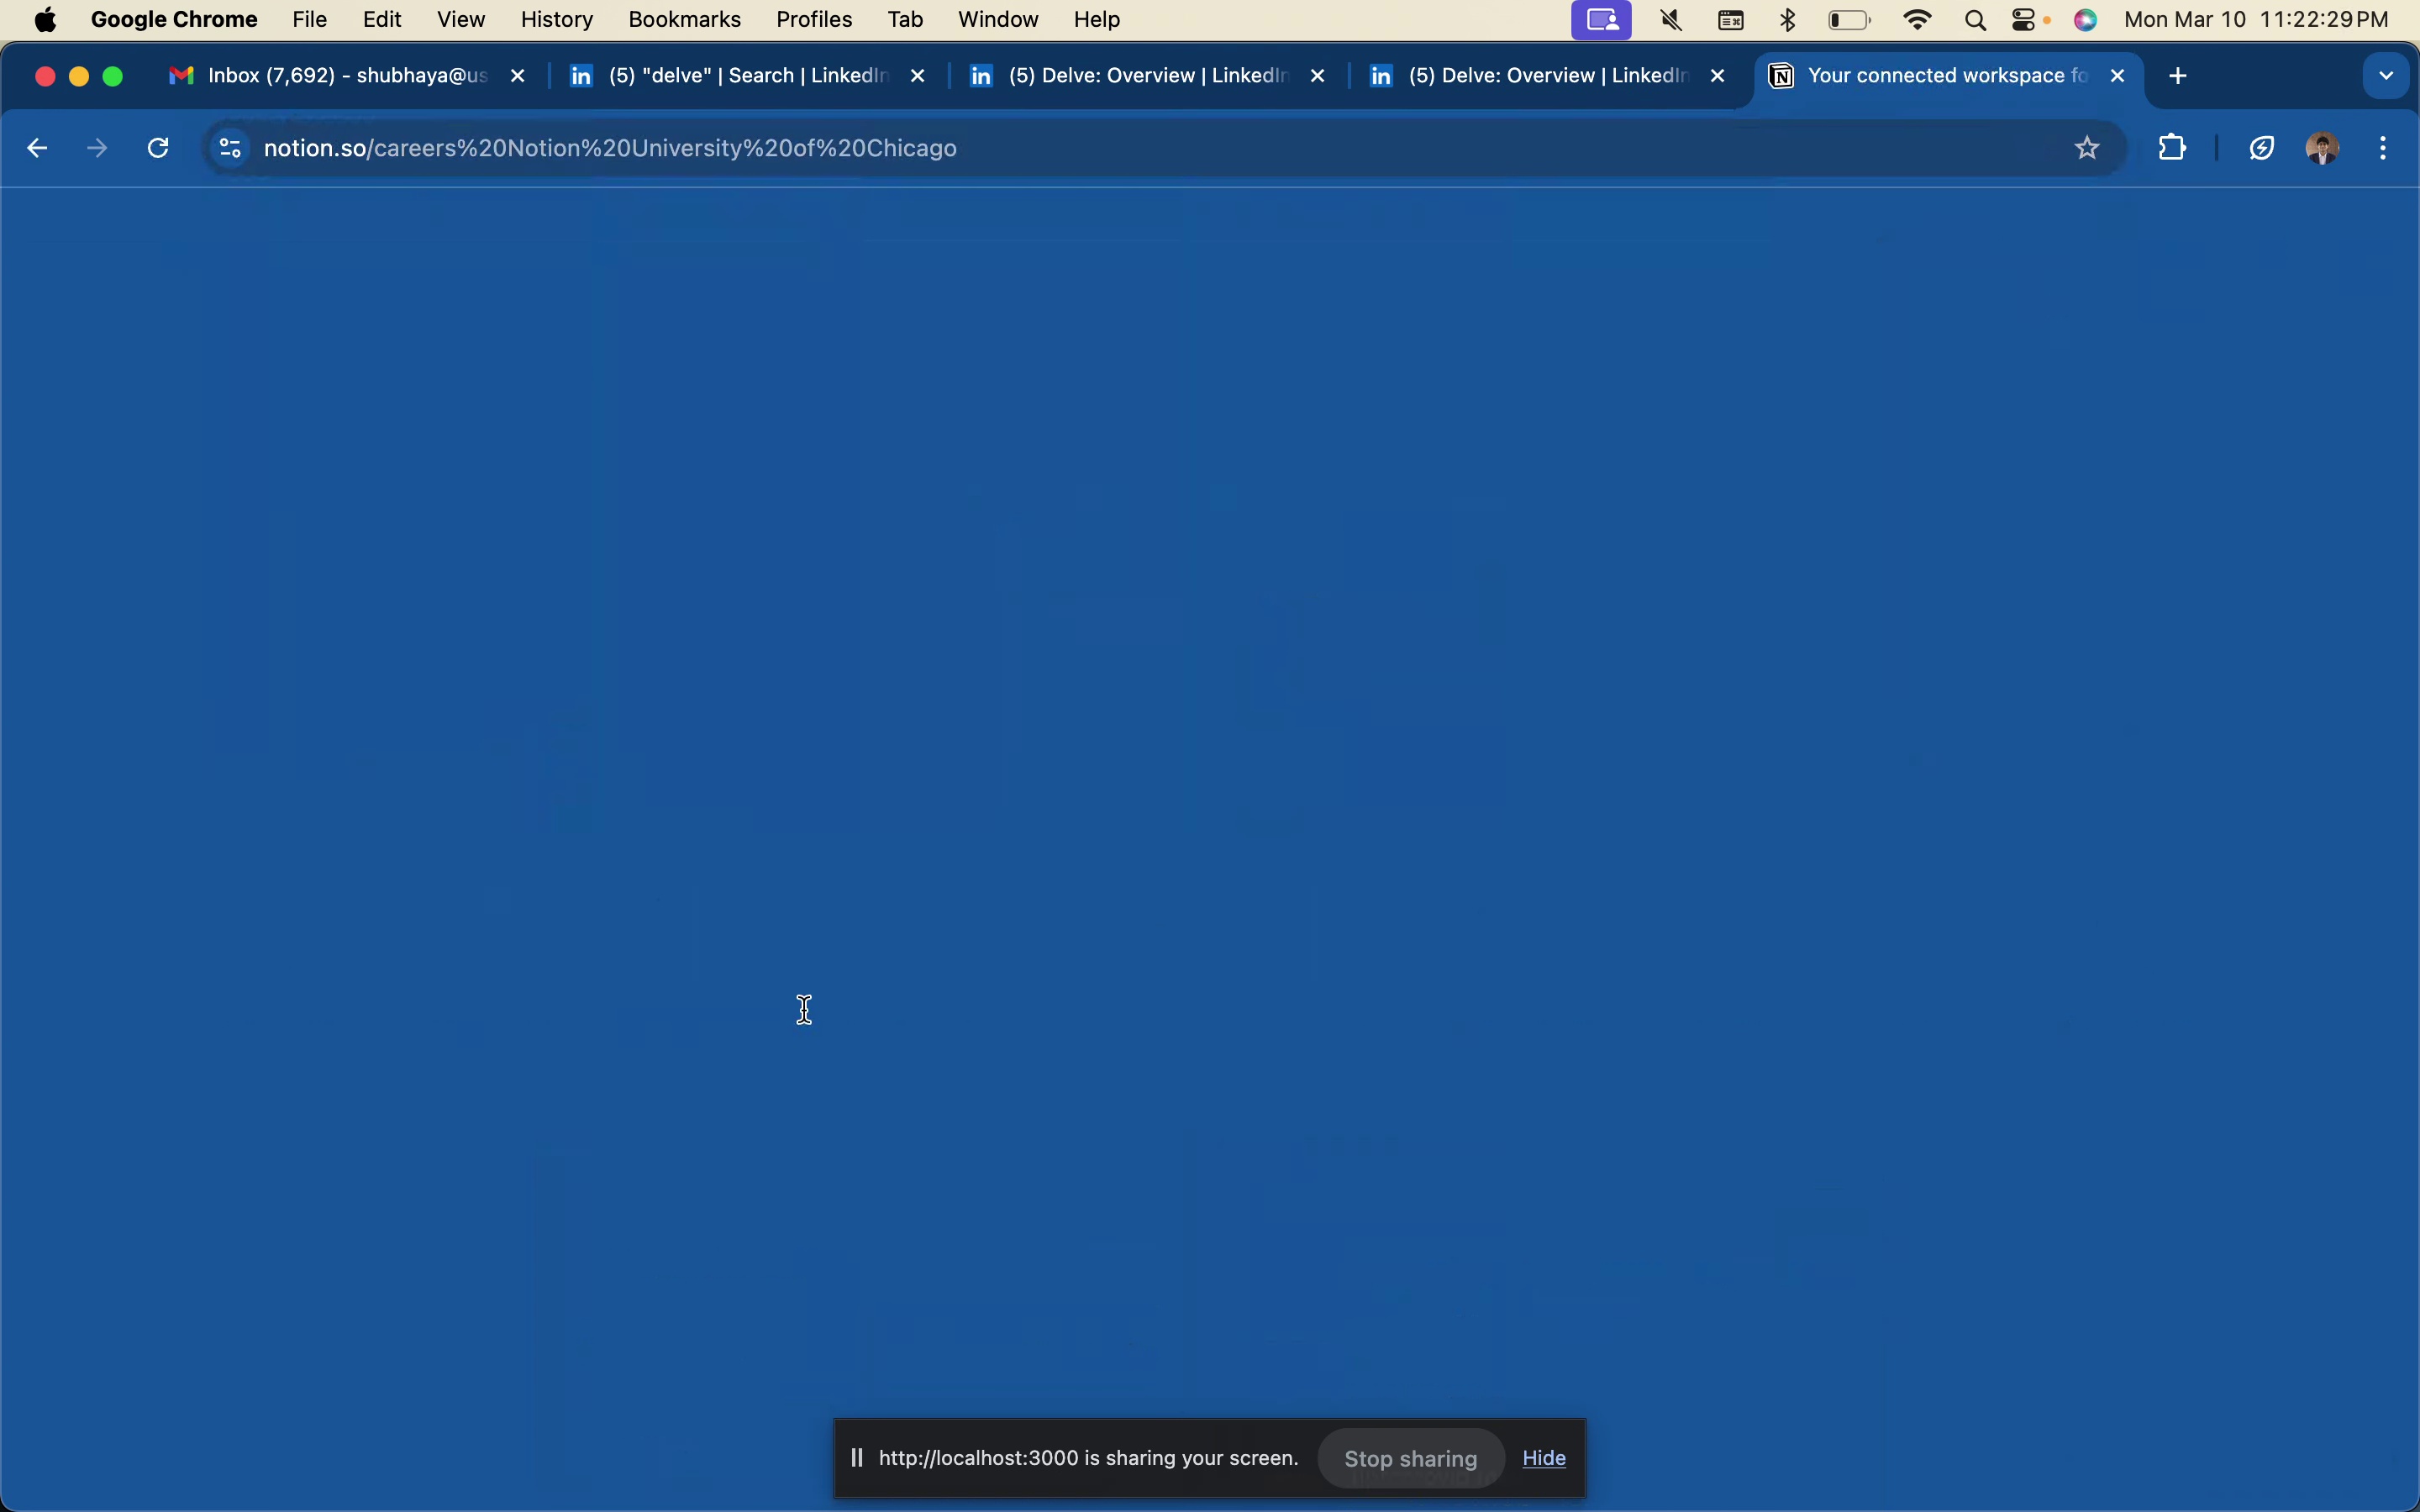 Google Chrome File Edit View History Bookmarks Profiles Tab Window Help Mon Mar 10 11:22:29 PM
Inbox (7,692) - shubhaya@us (5) "delve" | Search | LinkedIn (5) Delve: Overview | LinkedIn (5) Delve: Overview | LinkedIn Your connected workspace fo
notion.so/careers%20Notion%20University%20of%20Chicago
http://localhost:3000 is sharing your screen. Stop sharing Hide